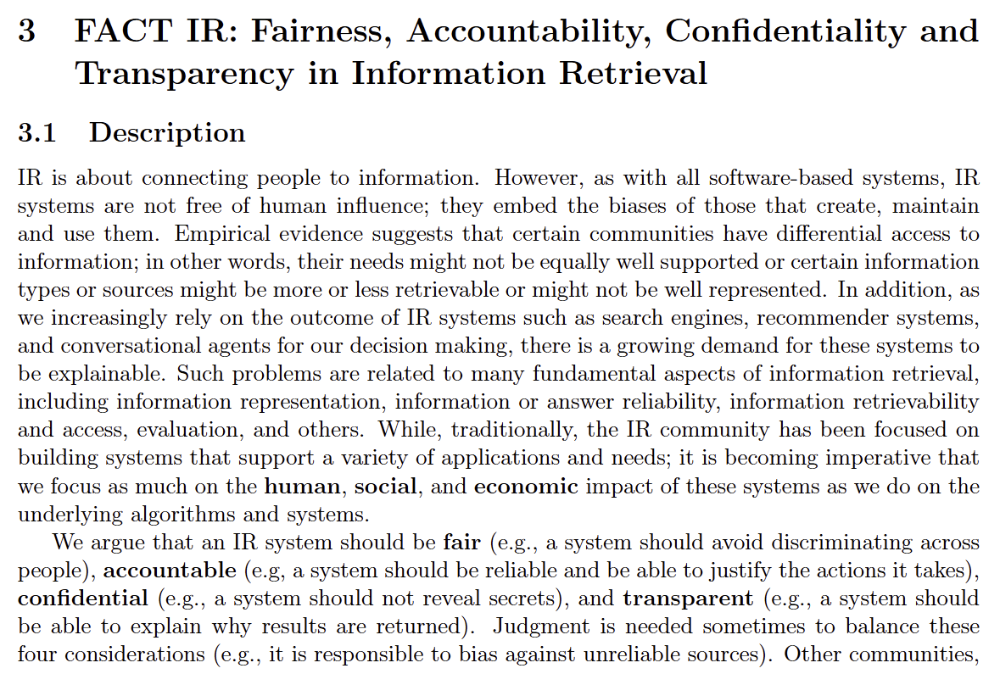 3 FACT IR: Fairness, Accountability, Confidentiality and
Transparency in Information Retrieval
3.1 Description
IR is about connecting people to information. However, as with all software-based systems, IR
systems are not free of human influence; they embed the biases of those that create, maintain
and use them. Empirical evidence suggests that certain communities have differential access to
information; in other words, their needs might not be equally well supported or certain information
types or sources might be more or less retrievable or might not be well represented. In addition, as
we increasingly rely on the outcome of IR systems such as search engines, recommender systems,
and conversational agents for our decision making, there is a growing demand for these systems to
be explainable. Such problems are related to many fundamental aspects of information retrieval,
including information representation, information or answer reliability, information retrievability
and access, evaluation, and others. While, traditionally, the IR community has been focused on
building systems that support a variety of applications and needs; it is becoming imperative that
we focus as much on the human, social, and economic impact of these systems as we do on the
underlying algorithms and systems.
We argue that an IR system should be fair (e.g., a system should avoid discriminating across
people), accountable (e.g, a system should be reliable and be able to justify the actions it takes),
confidential (e.g., a system should not reveal secrets), and transparent (e.g., a system should
be able to explain why results are returned). Judgment is needed sometimes to balance these
four considerations (e.g., it is responsible to bias against unreliable sources). Other communities,